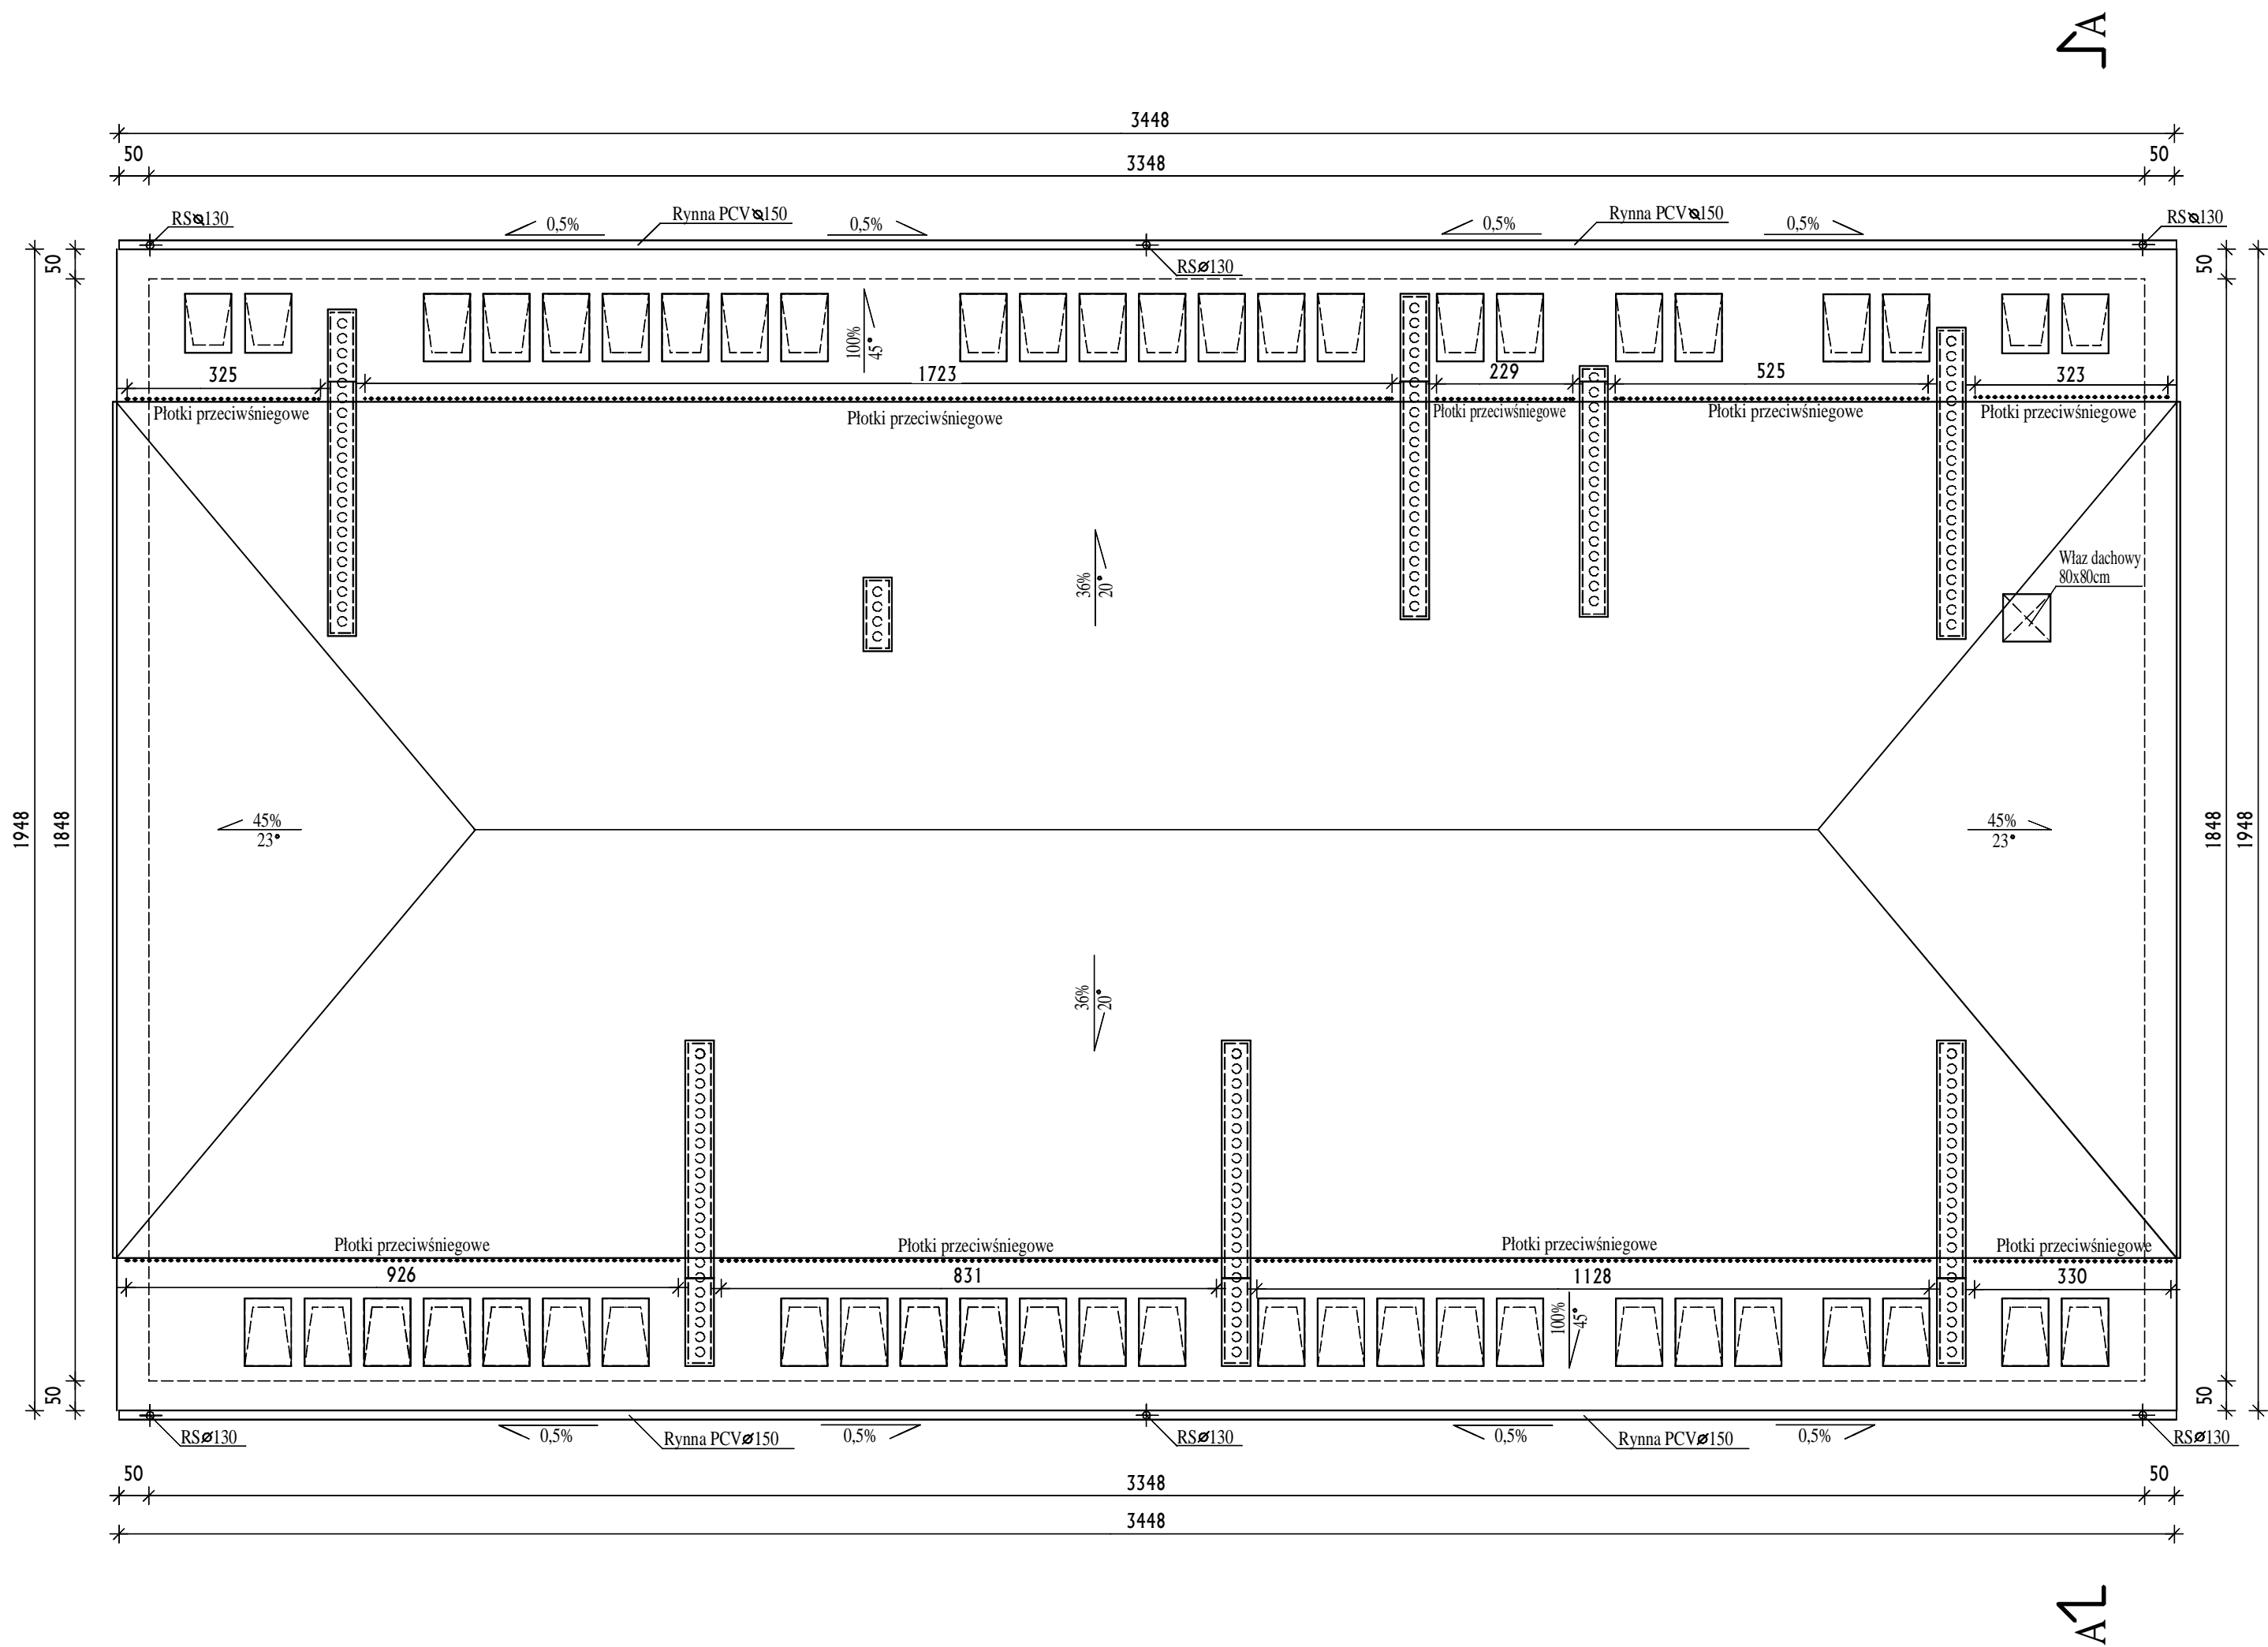 A
3448
50
3348
50
RSø130
0,5%
Rynna PCVø150
0,5%
0,5%
Rynna PCVø150
0,5%
RSø130
50
RSø130
50
100%
45°
325
1723
229
525
323
Płotki przeciwśniegowe
Płotki przeciwśniegowe
Płotki przeciwśniegowe
Płotki przeciwśniegowe
Płotki przeciwśniegowe
36%
20°
Właz dachowy
80x80cm
1948
1848
45%
23°
45%
23°
1848
1948
36%
20°
Płotki przeciwśniegowe
Płotki przeciwśniegowe
Płotki przeciwśniegowe
Płotki przeciwśniegowe
926
831
1128
330
100%
45°
50
50
RSø130
0,5%
Rynna PCVø150
0,5%
RSø130
0,5%
Rynna PCVø150
0,5%
RSø130
50
3348
50
3448
A